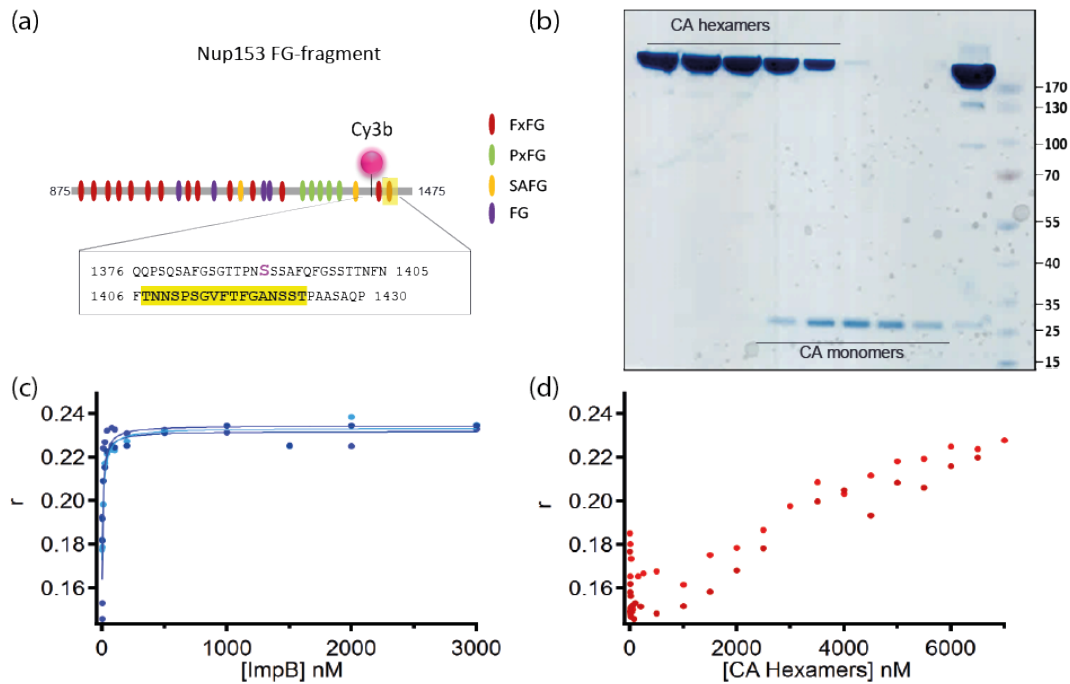 (a)
Nup153 FG-fragment
Cy3b
875
1475
FxFG
PxFG
SAFG
FG
1376 QQPSQSAFGSGTTPNSSSAFQFGSSTTNFN 1405
1406 FTNNSPSGVFTFGANSSTPAASAQP 1430
(b)
CA hexamers
170
130
100
70
55
40
35
25
15
CA monomers
(c)
0.24
0.22
0.20
0.18
0.16
r
0 1000 2000 3000
[ImpB] nM
(d)
0.24
0.22
0.20
0.18
0.16
r
0 2000 4000 6000
[CA Hexamers] nM